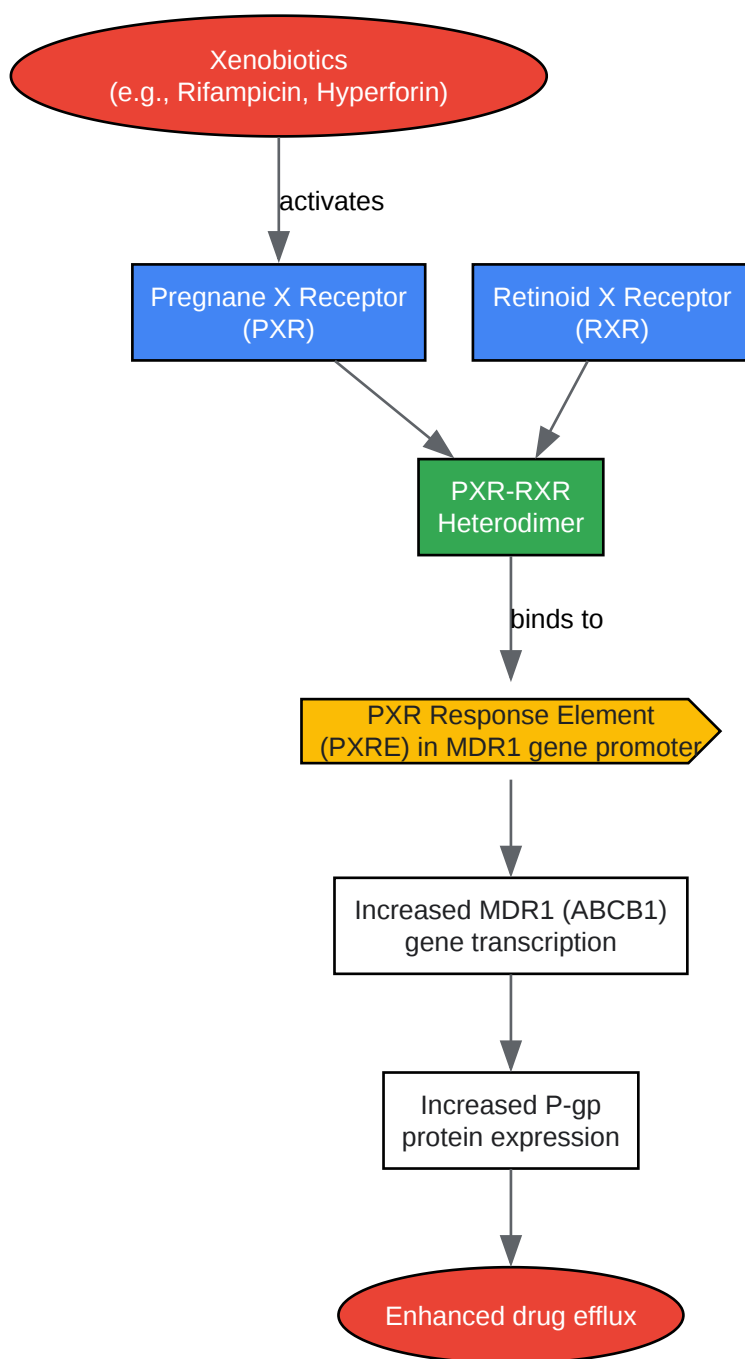 Xenobiotics
(e.g., Rifampicin, Hyperforin)
activates
Pregnane X Receptor
(PXR)
Retinoid X Receptor
(RXR)
PXR-RXR
Heterodimer
binds to
PXR Response Element
(PXRE) in MDR1 gene promoter
Increased MDR1 (ABCB1)
gene transcription
Increased P-gp
protein expression
Enhanced drug efflux